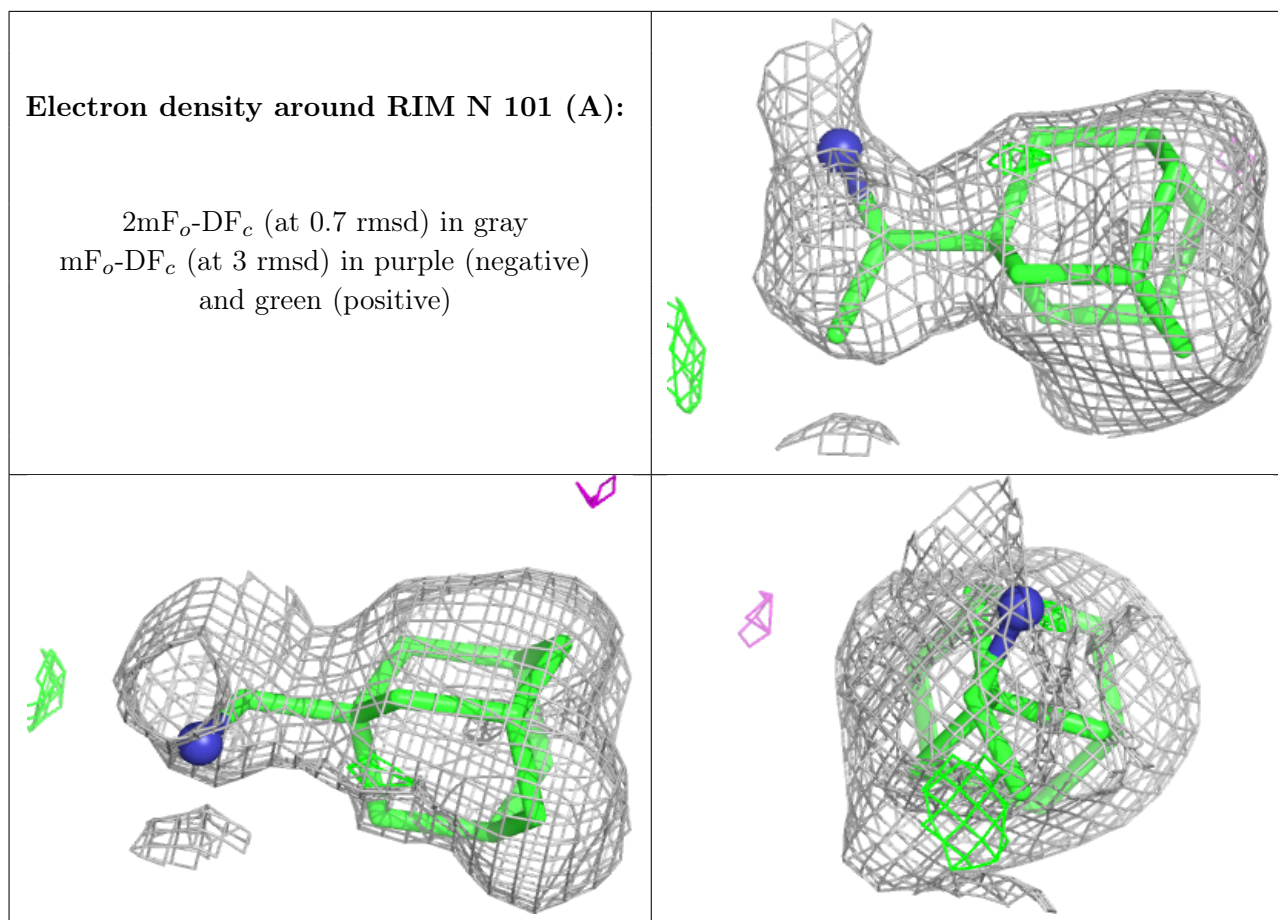 Electron density around RIM N 101 (A):
2mFo-DFc (at 0.7 rmsd) in gray
mFo-DFc (at 3 rmsd) in purple (negative)
and green (positive)